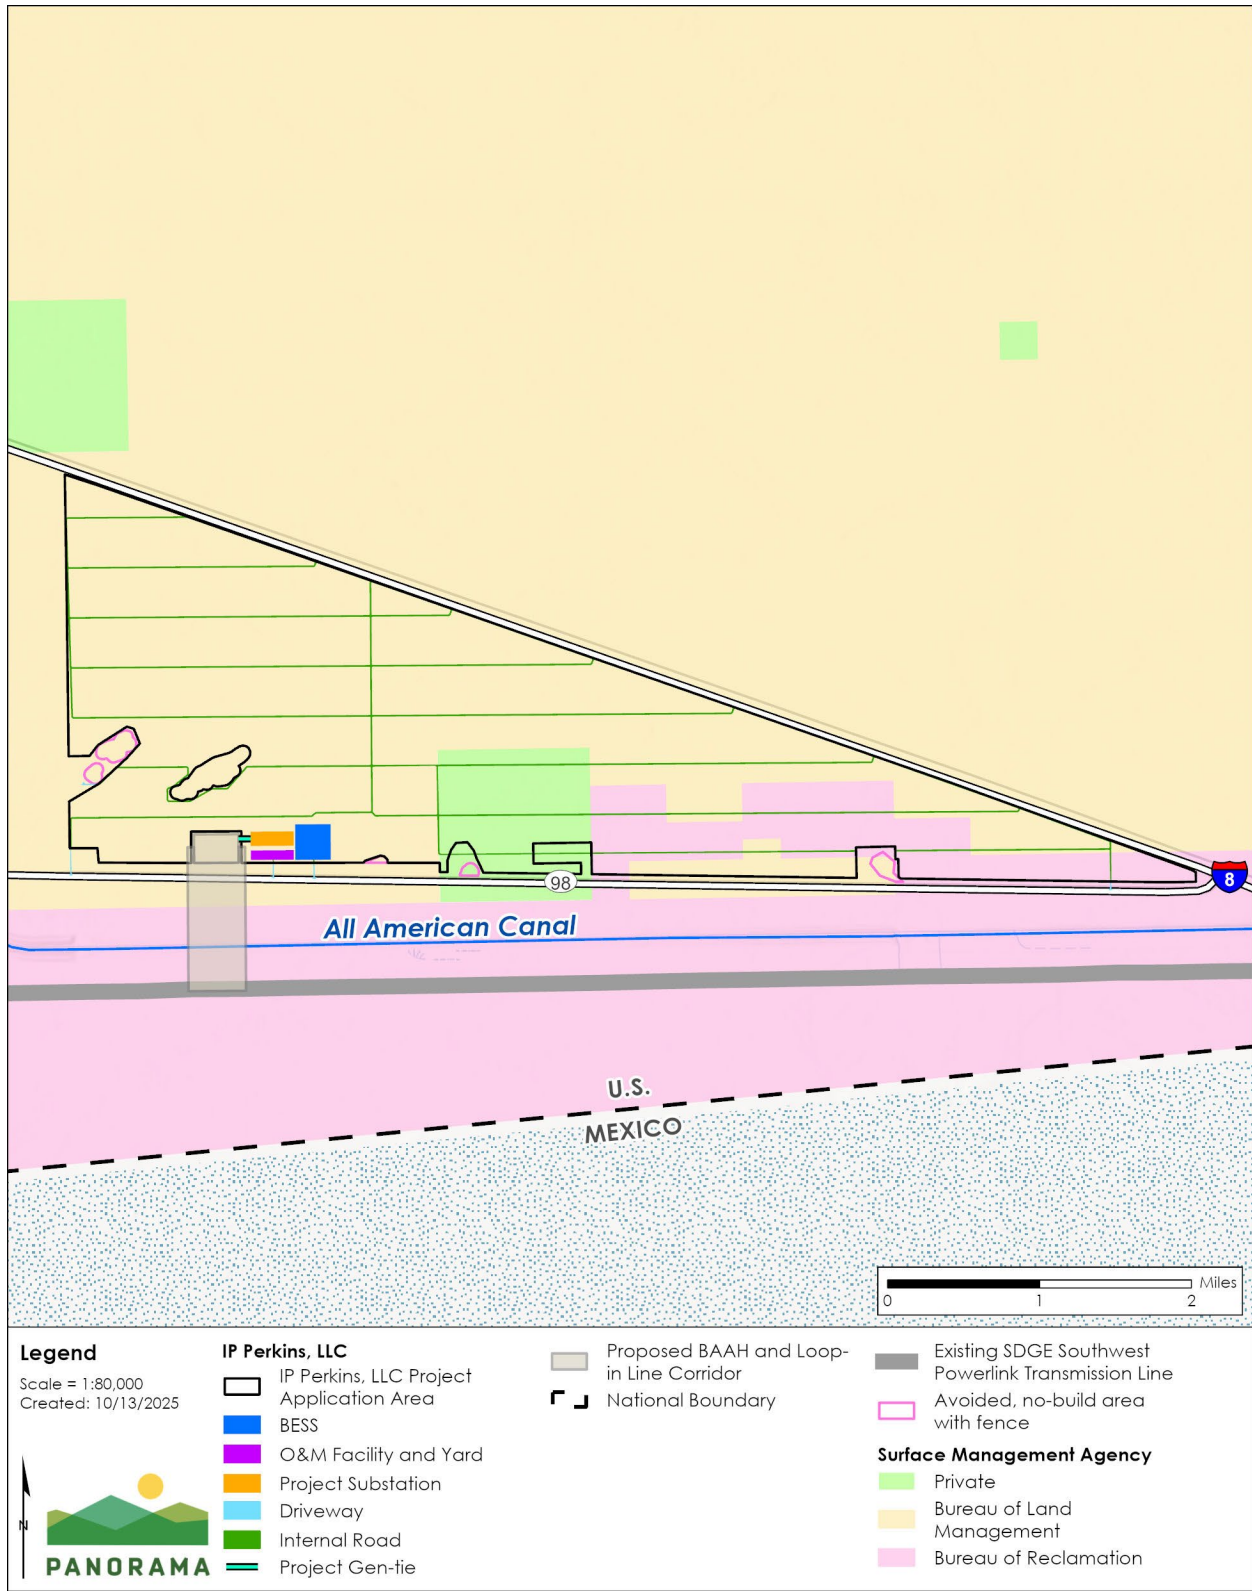 98
8
All American Canal
U.S.
MEXICO
Miles
0 1 2
Legend
Scale = 1:80,000
Created: 10/13/2025
N
PANORAMA
IP Perkins, LLC
IP Perkins, LLC Project
Application Area
BESS
O&M Facility and Yard
Project Substation
Driveway
Internal Road
Project Gen-tie
Proposed BAAH and Loop-
in Line Corridor
National Boundary
Existing SDGE Southwest
Powerlink Transmission Line
Avoided, no-build area
with fence
Surface Management Agency
Private
Bureau of Land
Management
Bureau of Reclamation